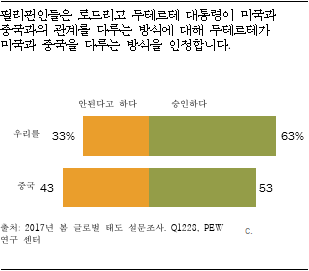 필리핀인들은 로드리고 두테르테 대통령이 미국과
중국과의 관계를 다루는 방식에 대해 두테르테가
미국과 중국을 다루는 방식을 인정합니다.
안된다고 하다 승인하다
우리를 33% 63%
중국 43 53
출처: 2017년 봄 글로벌 태도 설문조사. Q122B, PEW
연구 센터 C.